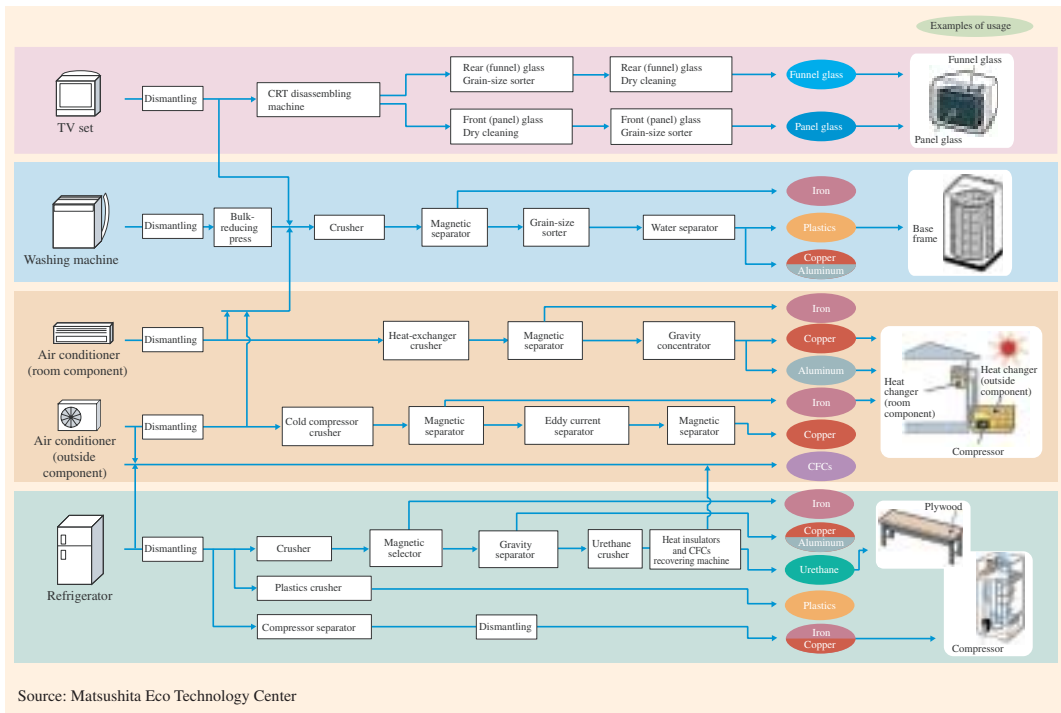 Examples of usage
TV set
Dismantling
CRT disassembling
machine
Rear (funnel) glass
Grain-size sorter
Rear (funnel) glass
Dry cleaning
Funnel glass
Front (panel) glass
Dry cleaning
Front (panel) glass
Grain-size sorter
Panel glass
Funnel glass
Panel glass
Washing machine
Dismantling
Bulk-
reducing
press
Crusher
Magnetic
separator
Grain-size
sorter
Water separator
Iron
Plastics
Copper
Aluminum
Base
frame
Air conditioner
(room component)
Dismantling
Heat-exchanger
crusher
Magnetic
separator
Gravity
concentrator
Iron
Copper
Aluminum
Air conditioner
(outside
component)
Dismantling
Cold compressor
crusher
Magnetic
separator
Eddy current
separator
Magnetic
separator
Iron
Copper
CFCs
Heat changer
(room
component)
Heat changer
(outside
component)
Compressor
Refrigerator
Dismantling
Crusher
Magnetic
selector
Gravity
separator
Urethane
crusher
Heat insulators
and CFCs
recovering machine
Iron
Copper
Aluminum
Urethane
Plastics crusher
Plastics
Compressor separator
Dismantling
Iron
Copper
Plywood
Compressor
Source: Matsushita Eco Technology Center